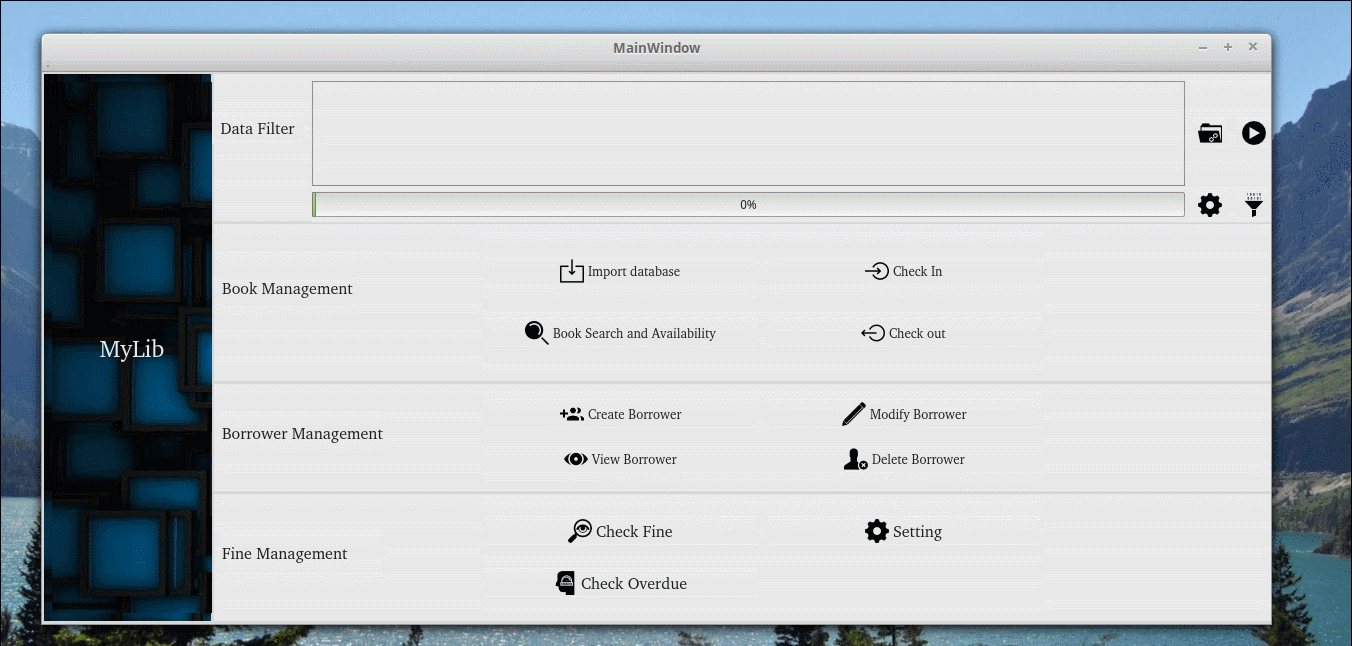 MainWindow
Data Filter
0%
MyLib
Book Management
Import database
Check In
Book Search and Availability
Check out
Borrower Management
Create Borrower
Modify Borrower
View Borrower
Delete Borrower
Fine Management
Check Fine
Setting
Check Overdue